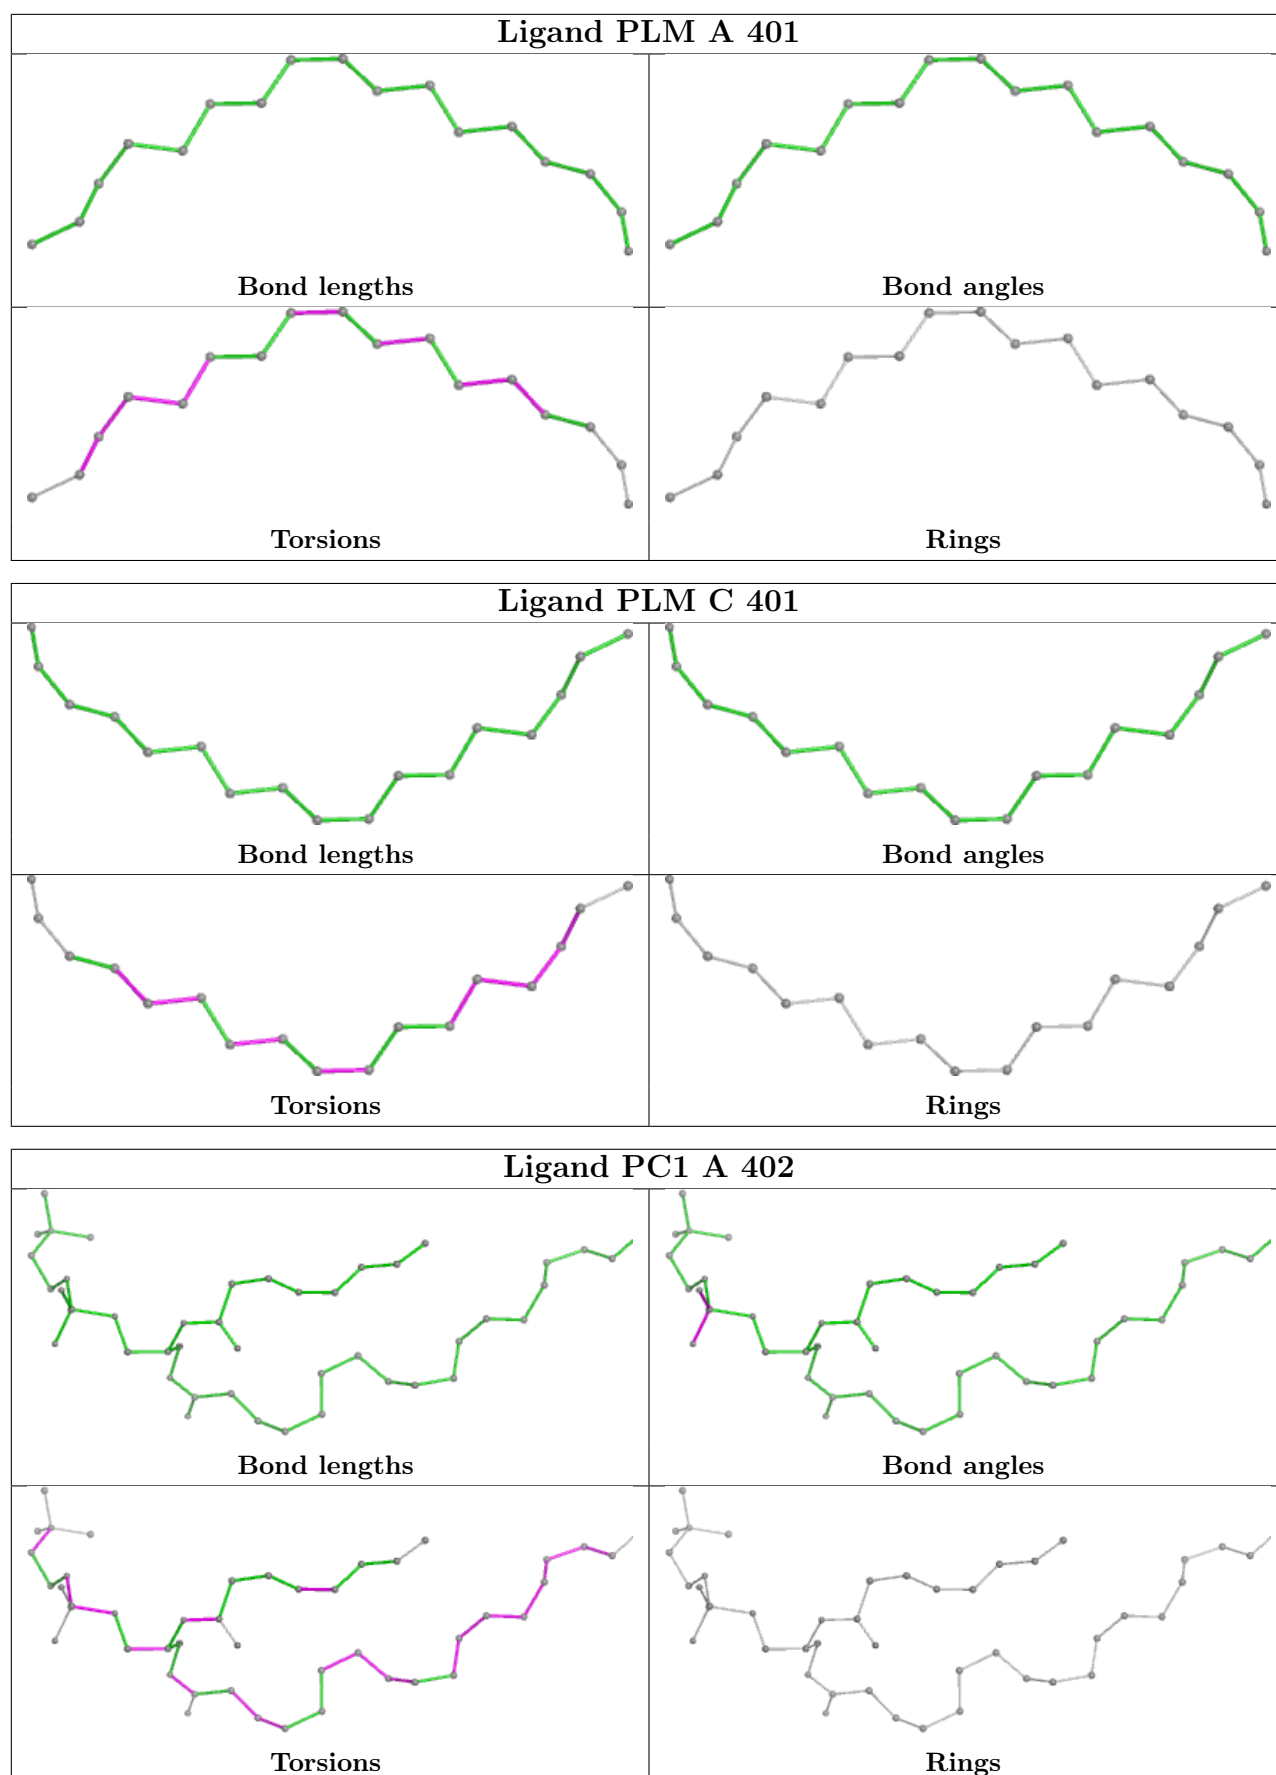 Ligand PLM A 401
Bond lengths
Bond angles
Torsions
Rings
Ligand PLM C 401
Bond lengths
Bond angles
Torsions
Rings
Ligand PC1 A 402
Bond lengths
Bond angles
Torsions
Rings